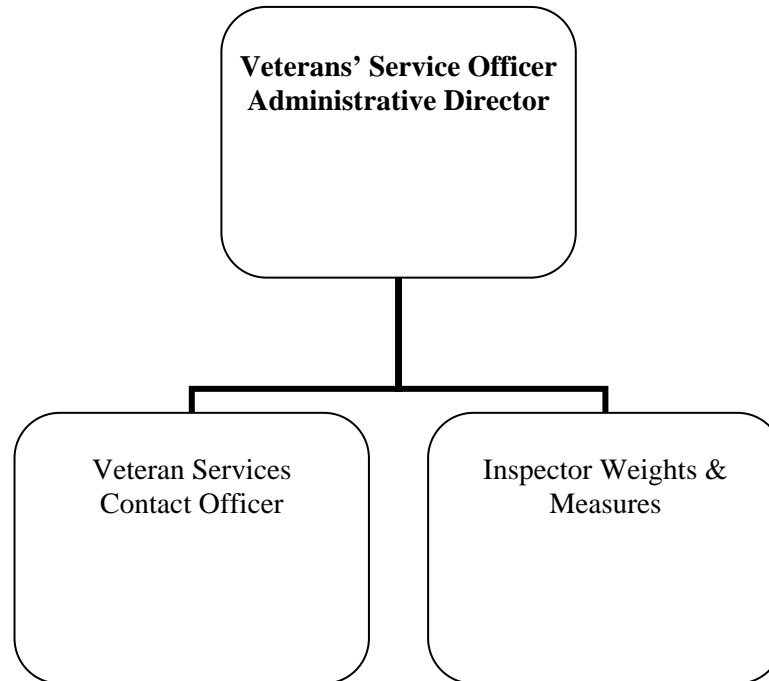 Veterans’ Service Officer
Administrative Director
Veteran Services
Contact Officer
Inspector Weights &
Measures